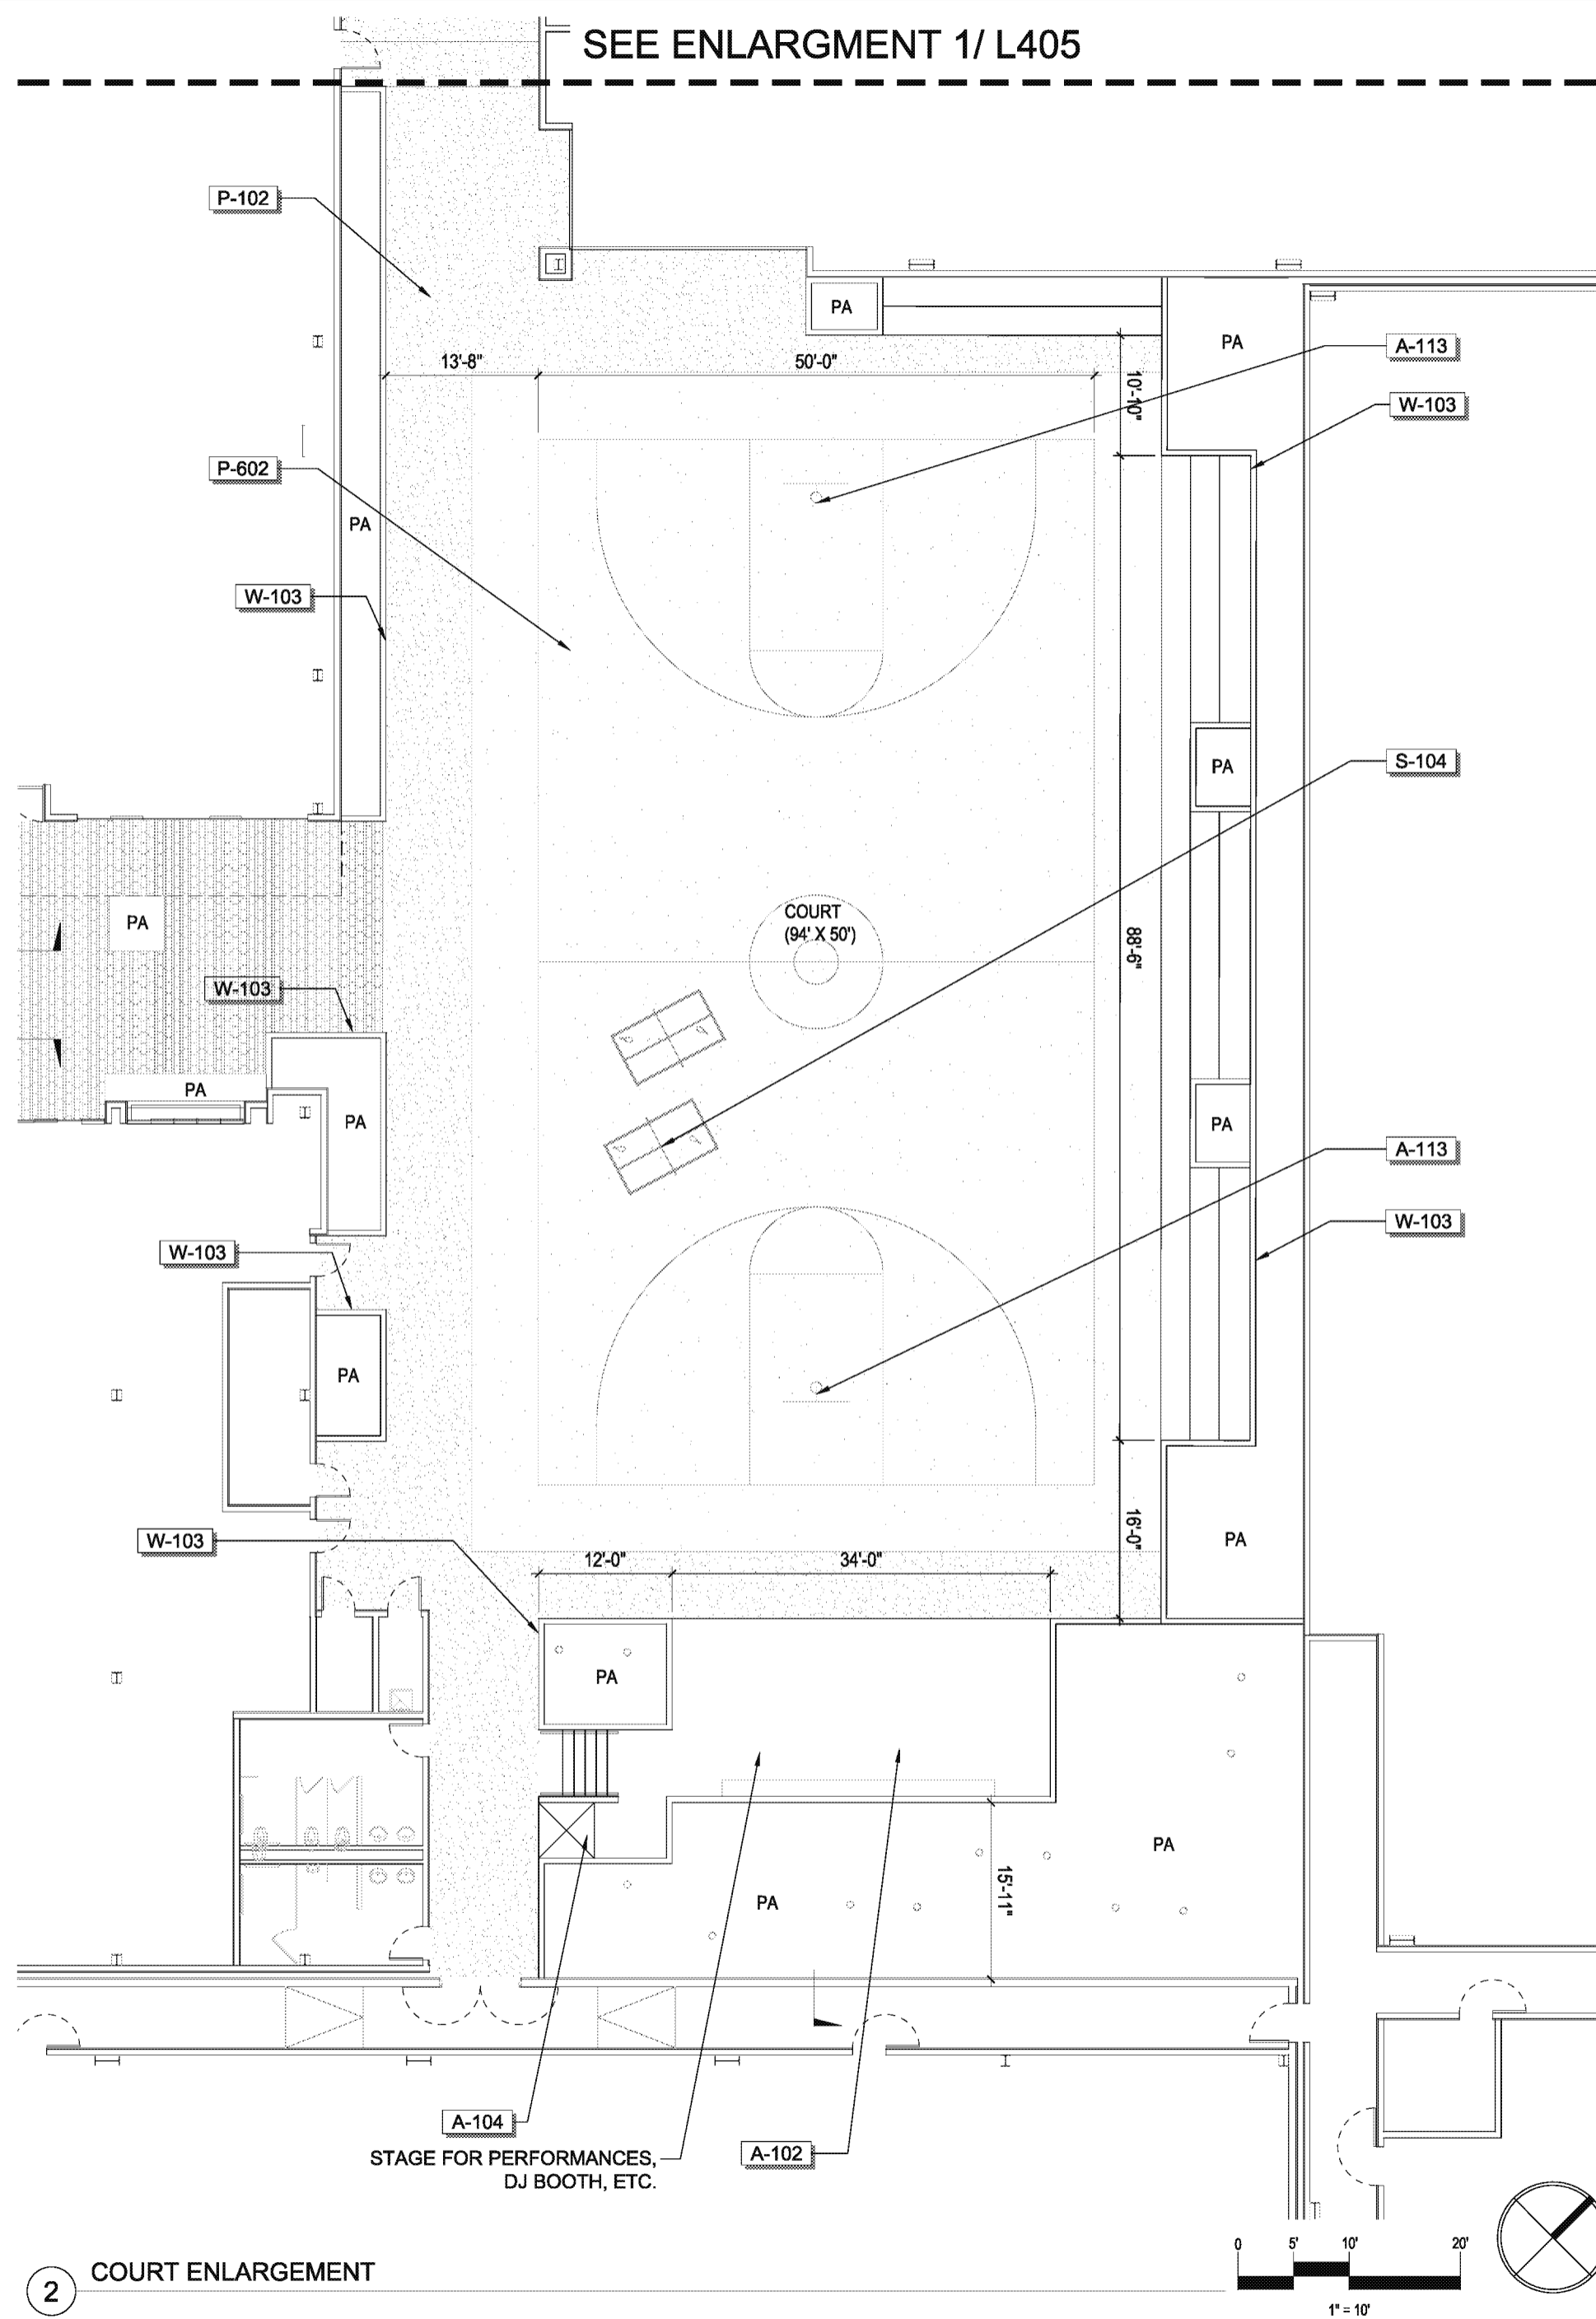 SEE ENLARGMENT 1/ L405
P-102
PA
PA
13'-8"
50'-0"
A-113
10'-10"
W-103
P-602
PA
W-103
PA
S-104
COURT
(94' X 50')
PA
88'-6"
W-103
PA
PA
PA
A-113
W-103
W-103
PA
16'-0"
PA
W-103
12'-0"
34'-0"
PA
PA
15'-11"
PA
A-104
STAGE FOR PERFORMANCES,
DJ BOOTH, ETC.
A-102
0 5' 10' 20'
2 COURT ENLARGEMENT
1" = 10'